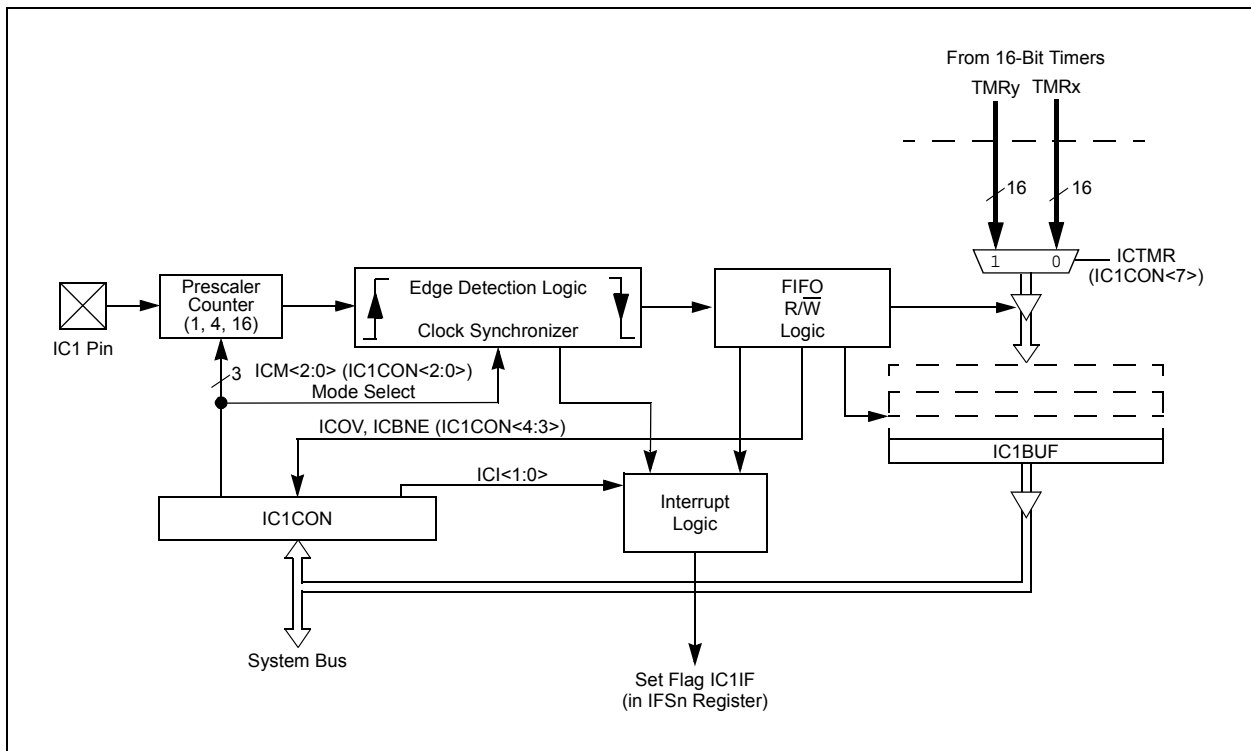 From 16-Bit Timers
TMRy TMRx
16 16
1 0
ICTMR
(IC1CON<7>)
Prescaler
Counter
(1, 4, 16)
IC1 Pin
Edge Detection Logic
Clock Synchronizer
FIFO
R/W̅
Logic
3
ICM<2:0> (IC1CON<2:0>)
Mode Select
ICOV, ICBNE (IC1CON<4:3>)
IC1BUF
ICI<1:0>
IC1CON
Interrupt
Logic
System Bus
Set Flag IC1IF
(in IFSn Register)